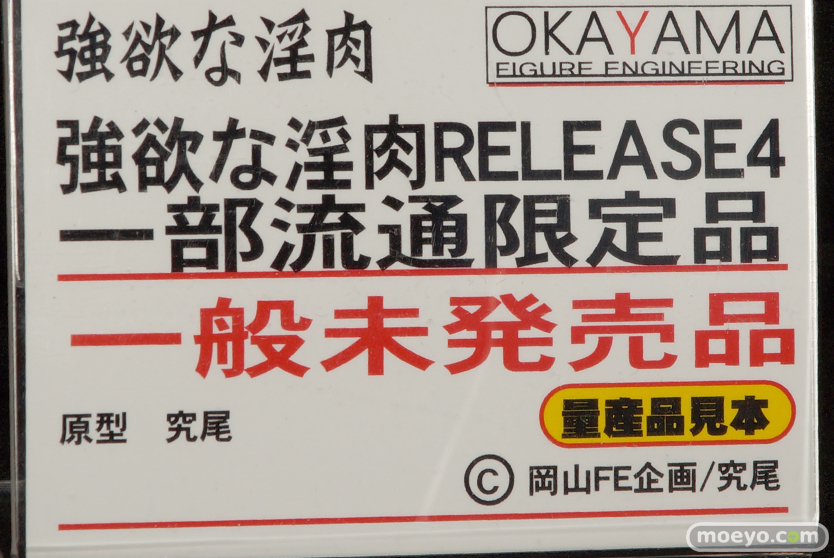 強欲な淫肉
OKAYAMA
FIGURE ENGINEERING
強欲な淫肉RELEASE4
一部流通限定品
一般未発売品
原型 究尾
量産品見本
Ⓒ 岡山FE企画/究尾
moeyo.com